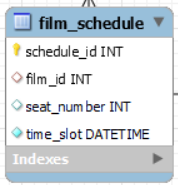 film_schedule
schedule_id INT
film_id INT
seat_number INT
time_slot DATETIME
Indexes